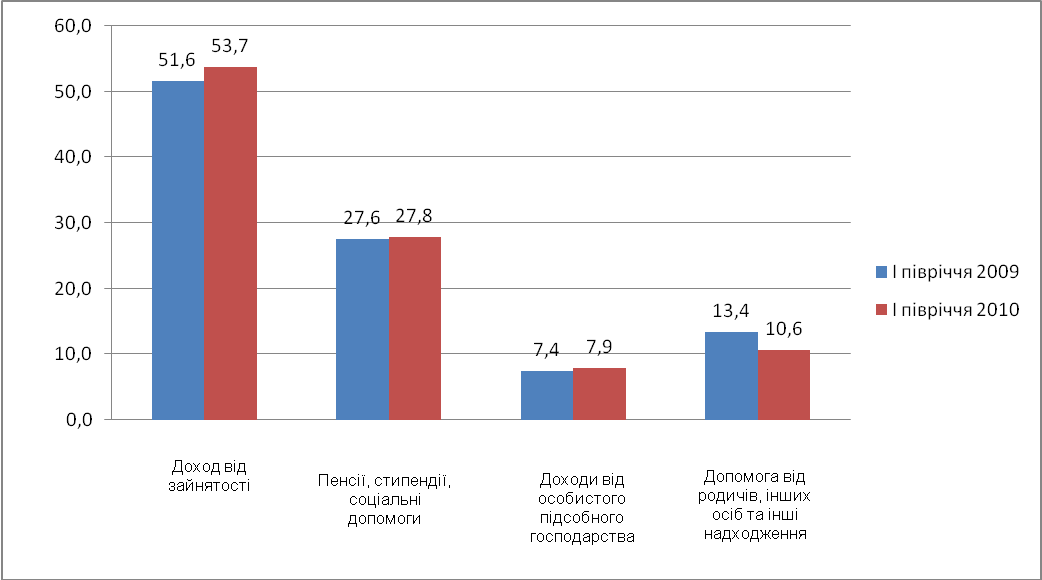 60,0
50,0
40,0
30,0
20,0
10,0
0,0
51,6
53,7
27,6
27,8
7,4
7,9
13,4
10,6
Доход від
зайнятості
Пенсії, стипендії,
соціальні
допомоги
Доходи від
особистого
підсобного
господарства
Допомога від
родичів, інших
осіб та інші
надходження
І півріччя 2009
І півріччя 2010